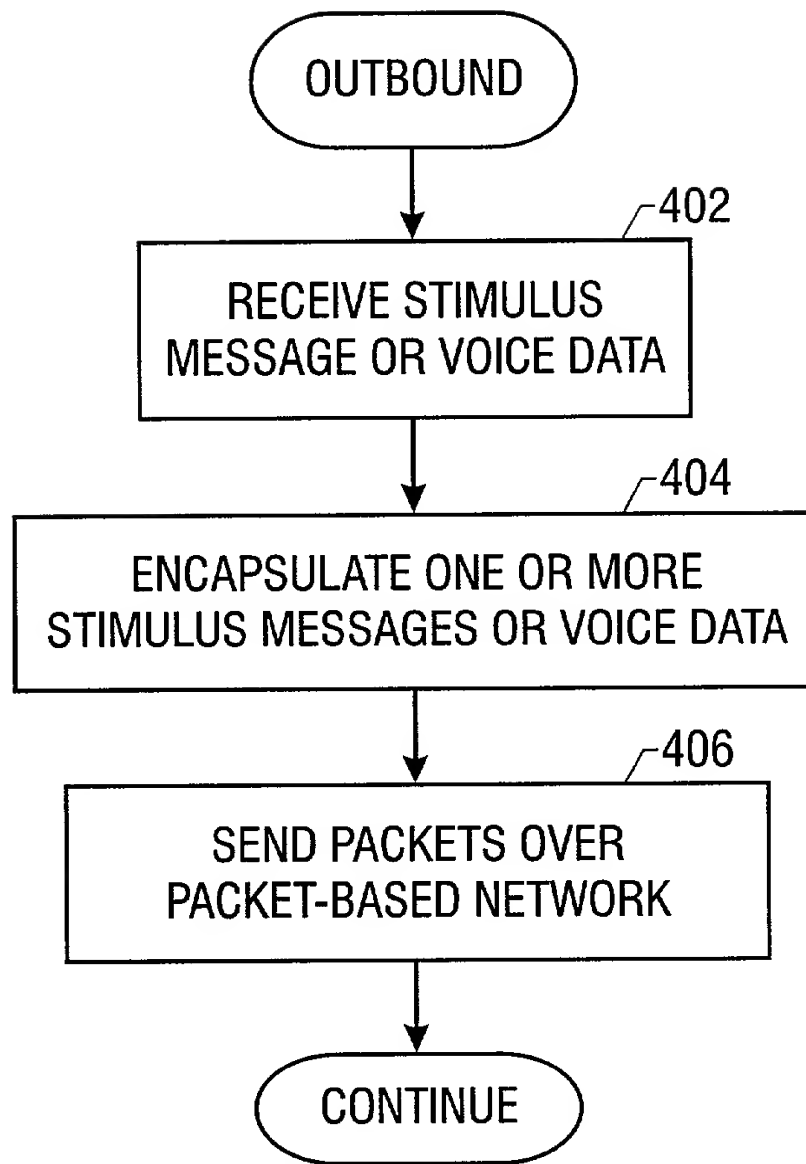 OUTBOUND
402
RECEIVE STIMULUS
MESSAGE OR VOICE DATA
404
ENCAPSULATE ONE OR MORE
STIMULUS MESSAGES OR VOICE DATA
406
SEND PACKETS OVER
PACKET-BASED NETWORK
CONTINUE